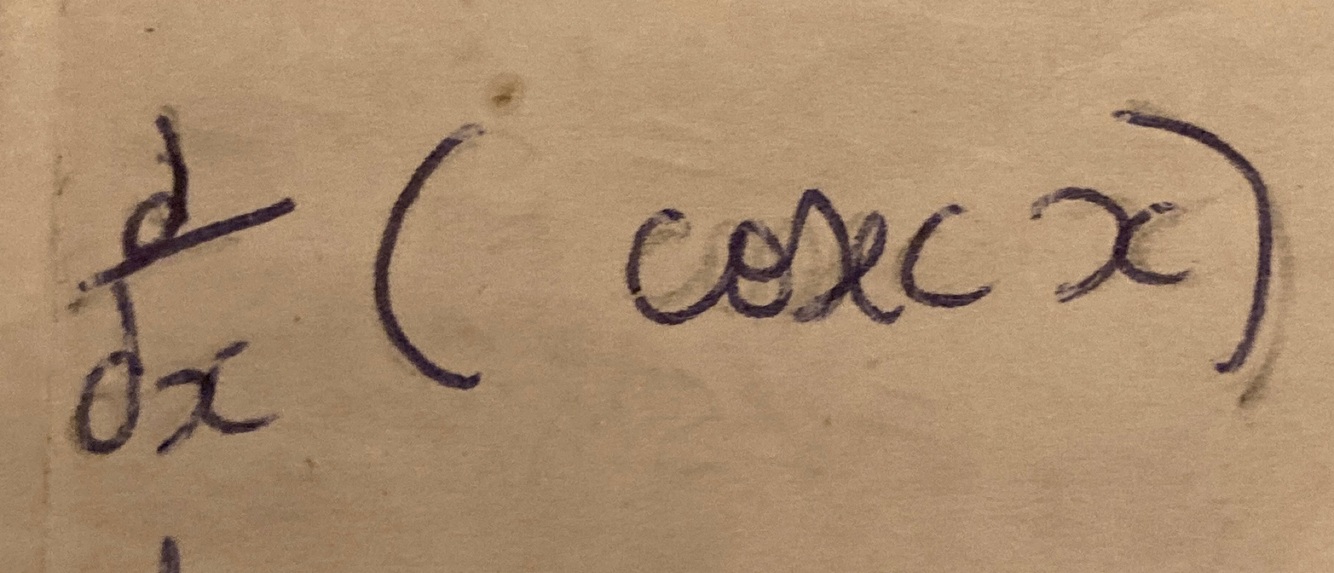 d/dx ( cosec x)